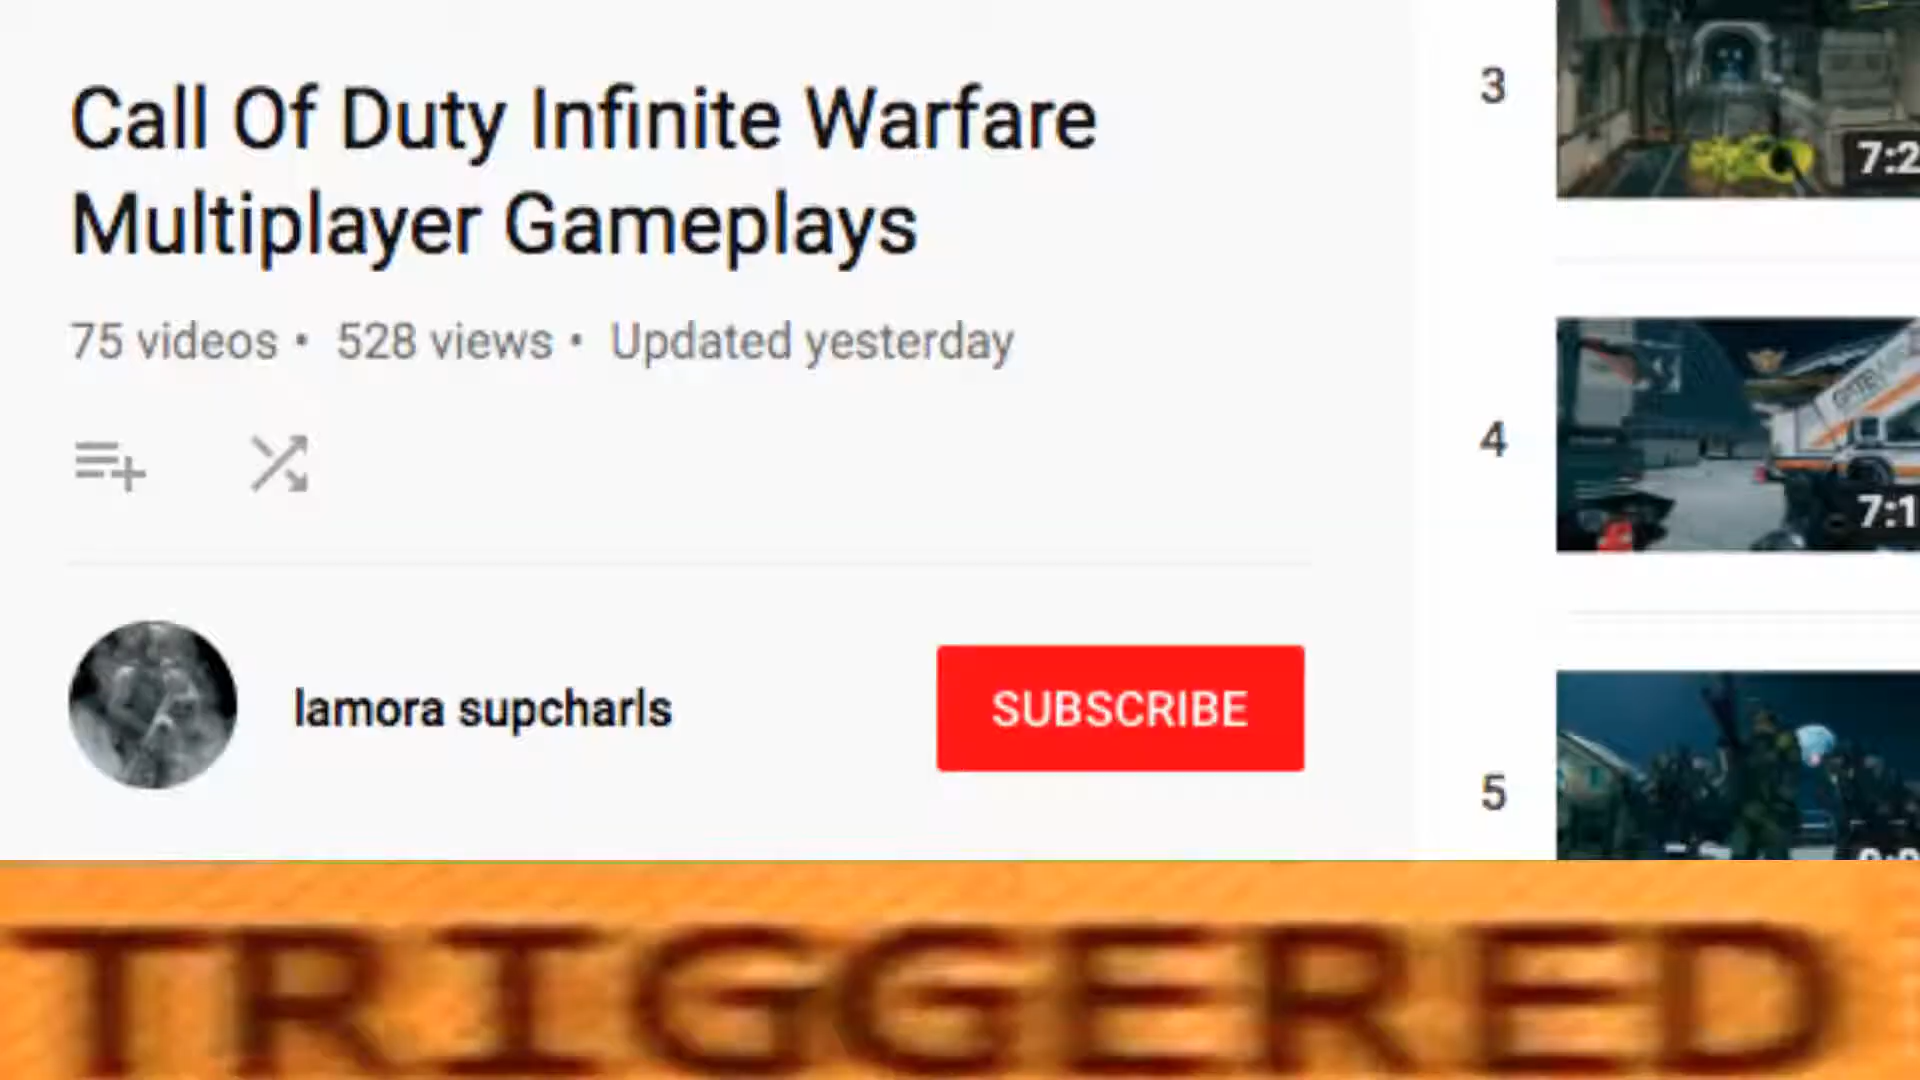 Call Of Duty Infinite Warfare
Multiplayer Gameplays
75 videos • 528 views • Updated yesterday
lamora supcharls
SUBSCRIBE
3
4
5
TRIGGERED